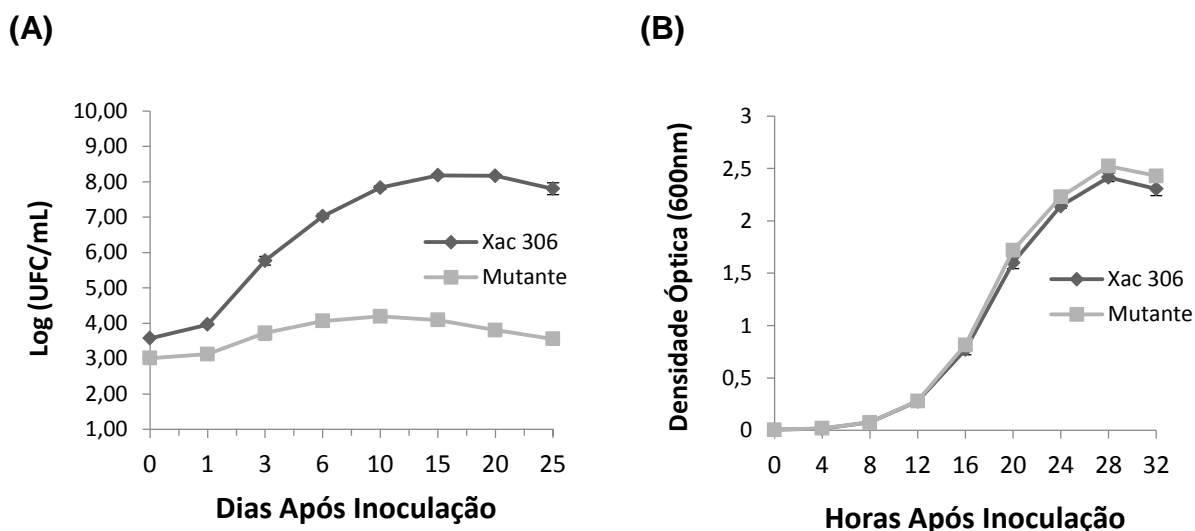 (A)
10,00
9,00
8,00
7,00
6,00
5,00
4,00
3,00
2,00
1,00
Log (UFC/mL)
0 1 3 6 10 15 20 25
Dias Após Inoculação
Xac 306
Mutante
(B)
3
2,5
2
1,5
1
0,5
0
Densidade Óptica (600nm)
0 4 8 12 16 20 24 28 32
Horas Após Inoculação
Xac 306
Mutante